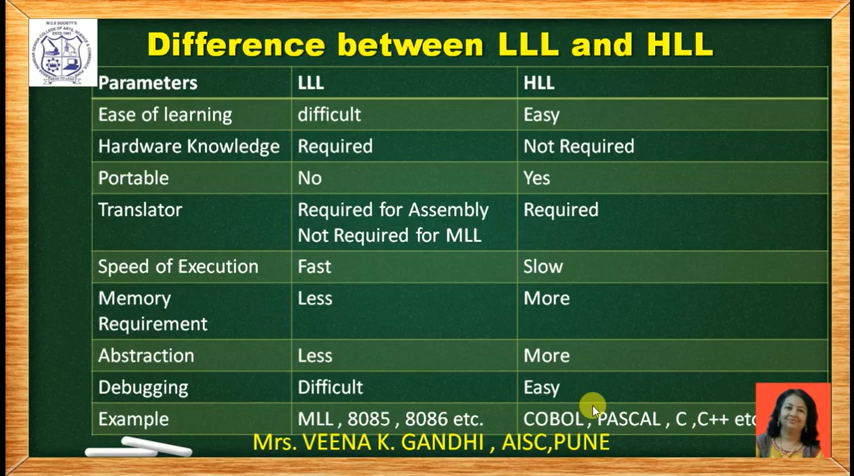 Difference between LLL and HLL
Parameters LLL HLL
Ease of learning difficult Easy
Hardware Knowledge Required Not Required
Portable No Yes
Translator Required for Assembly Required
Not Required for MLL
Speed of Execution Fast Slow
Memory Less More
Requirement
Abstraction Less More
Debugging Difficult Easy
Example MLL , 8085 , 8086 etc. COBOL , PASCAL , C ,C++ etc
Mrs. VEENA K. GANDHI , AISC,PUNE